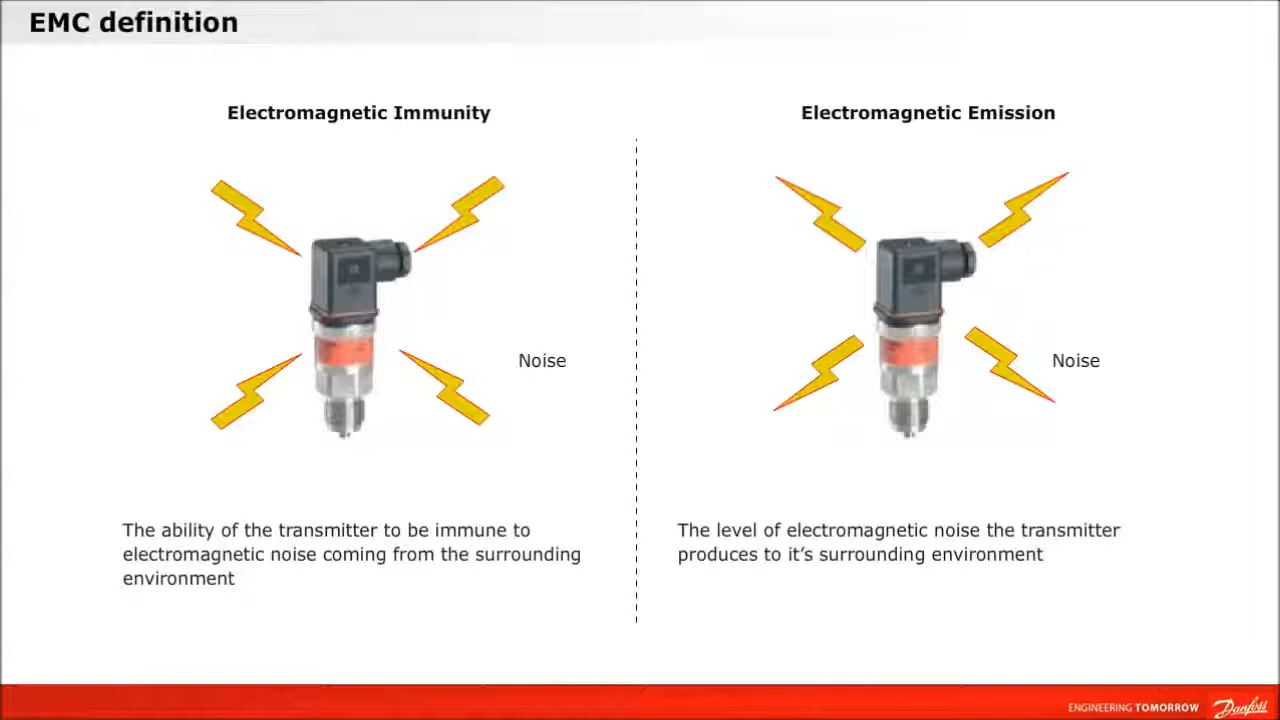 EMC definition
Electromagnetic Immunity
Electromagnetic Emission
Noise
Noise
The ability of the transmitter to be immune to
electromagnetic noise coming from the surrounding
environment
The level of electromagnetic noise the transmitter
produces to it’s surrounding environment
ENGINEERING TOMORROW
Danfoss